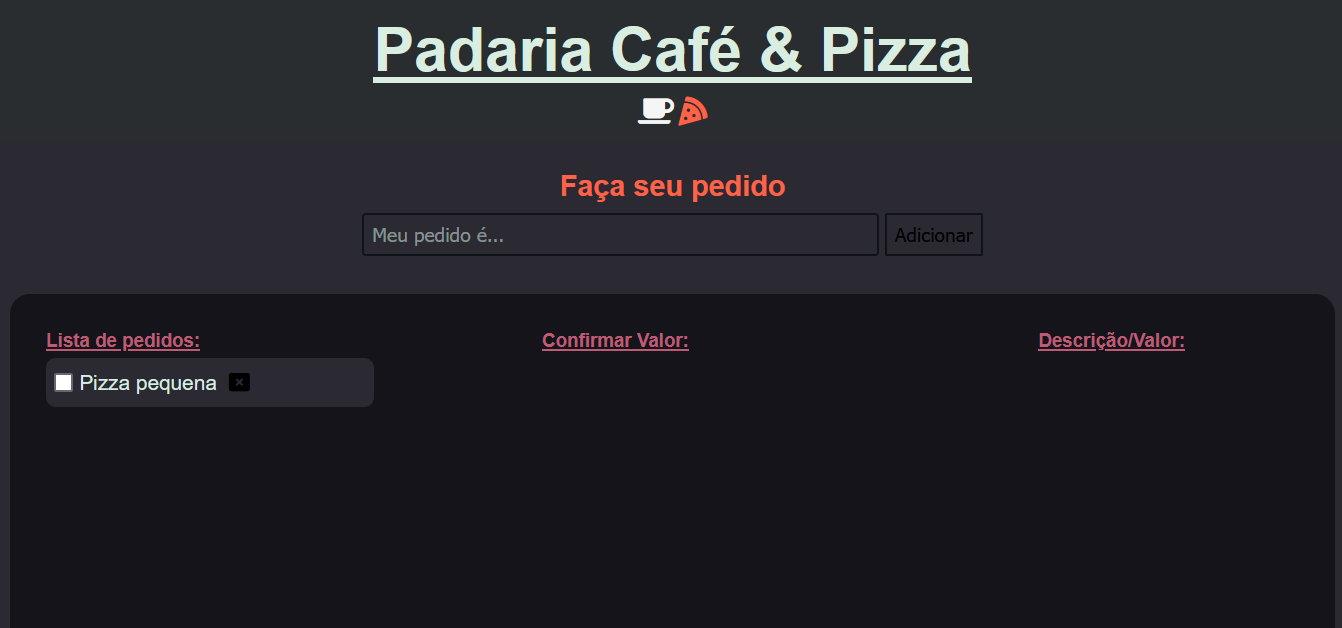 Padaria Café & Pizza
Faça seu pedido
Meu pedido é...
Adicionar
Lista de pedidos:
Confirmar Valor:
Descrição/Valor:
Pizza pequena
×